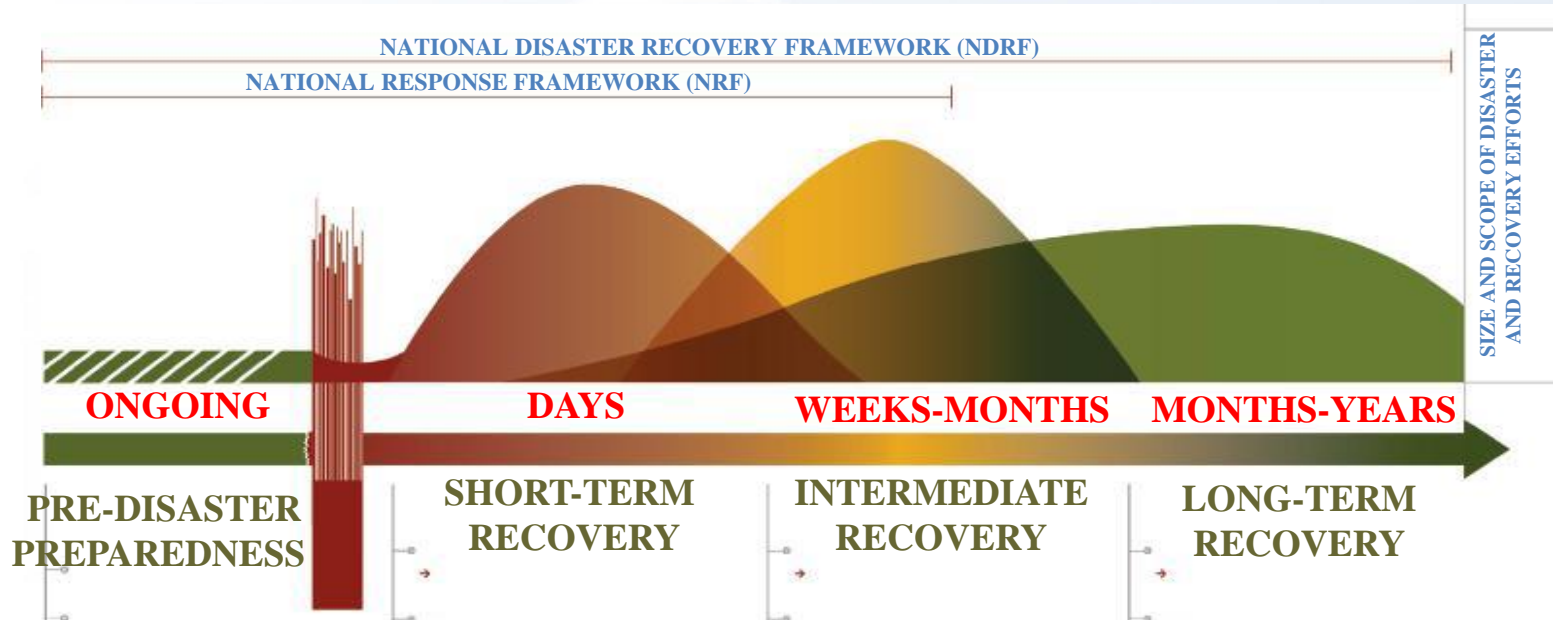 NATIONAL DISASTER RECOVERY FRAMEWORK (NDRF)
NATIONAL RESPONSE FRAMEWORK (NRF)
SIZE AND SCOPE OF DISASTER
AND RECOVERY EFFORTS
ONGOING
DAYS
WEEKS-MONTHS
MONTHS-YEARS
PRE-DISASTER
PREPAREDNESS
SHORT-TERM
RECOVERY
INTERMEDIATE
RECOVERY
LONG-TERM
RECOVERY